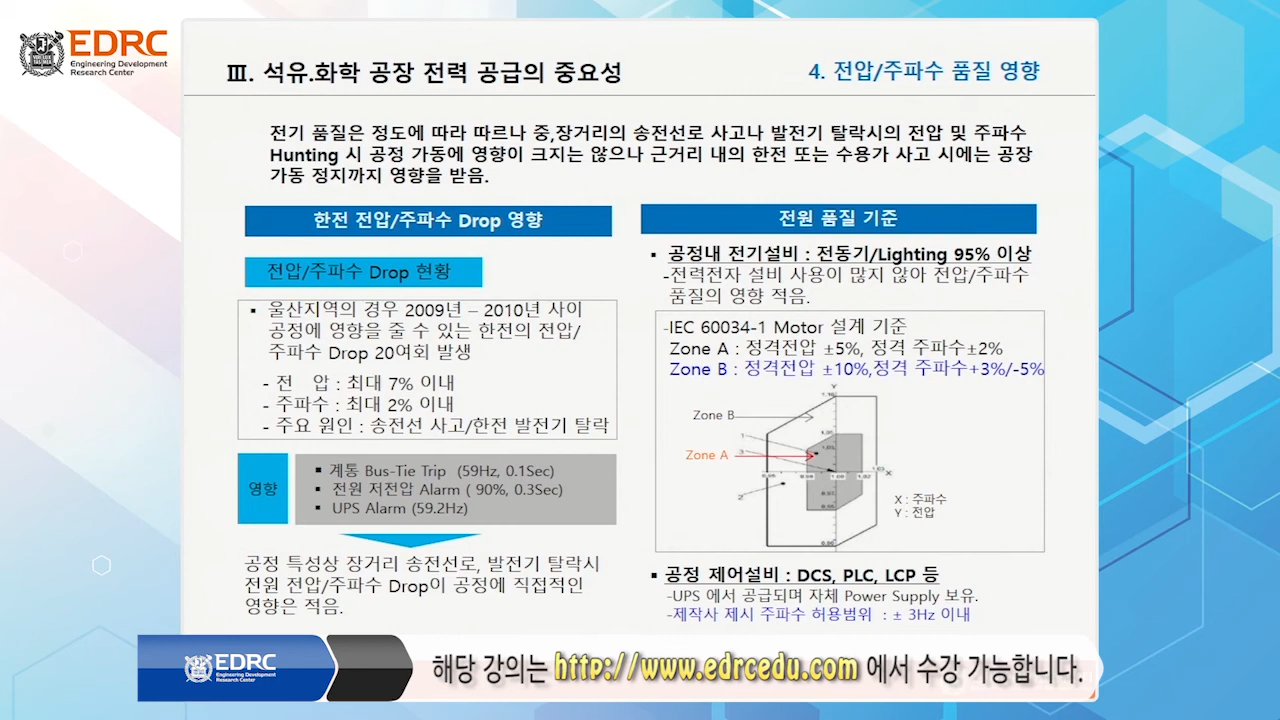 EDRC
Engineering Development
Research Center
Ⅲ. 석유.화학 공장 전력 공급의 중요성
4. 전압/주파수 품질 영향
전기 품질은 정도에 따라 따르나 중,장거리의 송전선로 사고나 발전기 탈락시의 전압 및 주파수
Hunting 시 공정 가동에 영향이 크지는 않으나 근거리 내의 한전 또는 수용가 사고 시에는 공장
가동 정지까지 영향을 받음.
한전 전압/주파수 Drop 영향
전압/주파수 Drop 현황
▪ 울산지역의 경우 2009년 – 2010년 사이
공정에 영향을 줄 수 있는 한전의 전압/
주파수 Drop 20여회 발생
- 전 압 : 최대 7% 이내
- 주파수 : 최대 2% 이내
- 주요 원인 : 송전선 사고/한전 발전기 탈락
영향
▪ 계통 Bus-Tie Trip (59Hz, 0.1Sec)
▪ 전원 저전압 Alarm ( 90%, 0.3Sec)
▪ UPS Alarm (59.2Hz)
공정 특성상 장거리 송전선로, 발전기 탈락시
전원 전압/주파수 Drop이 공정에 직접적인
영향은 적음.
전원 품질 기준
▪ 공정내 전기설비 : 전동기/Lighting 95% 이상
-전력전자 설비 사용이 많지 않아 전압/주파수
품질의 영향 적음.
-IEC 60034-1 Motor 설계 기준
Zone A : 정격전압 ±5%, 정격 주파수±2%
Zone B : 정격전압 ±10%,정격 주파수+3%/-5%
Y
Zone B
1
Zone A
3
X
2
X : 주파수
Y : 전압
▪ 공정 제어설비 : DCS, PLC, LCP 등
-UPS 에서 공급되며 자체 Power Supply 보유.
-제작사 제시 주파수 허용범위 : ± 3Hz 이내
EDRC
Engineering Development
Research Center
해당 강의는 http://www.edrcedu.com 에서 수강 가능합니다.